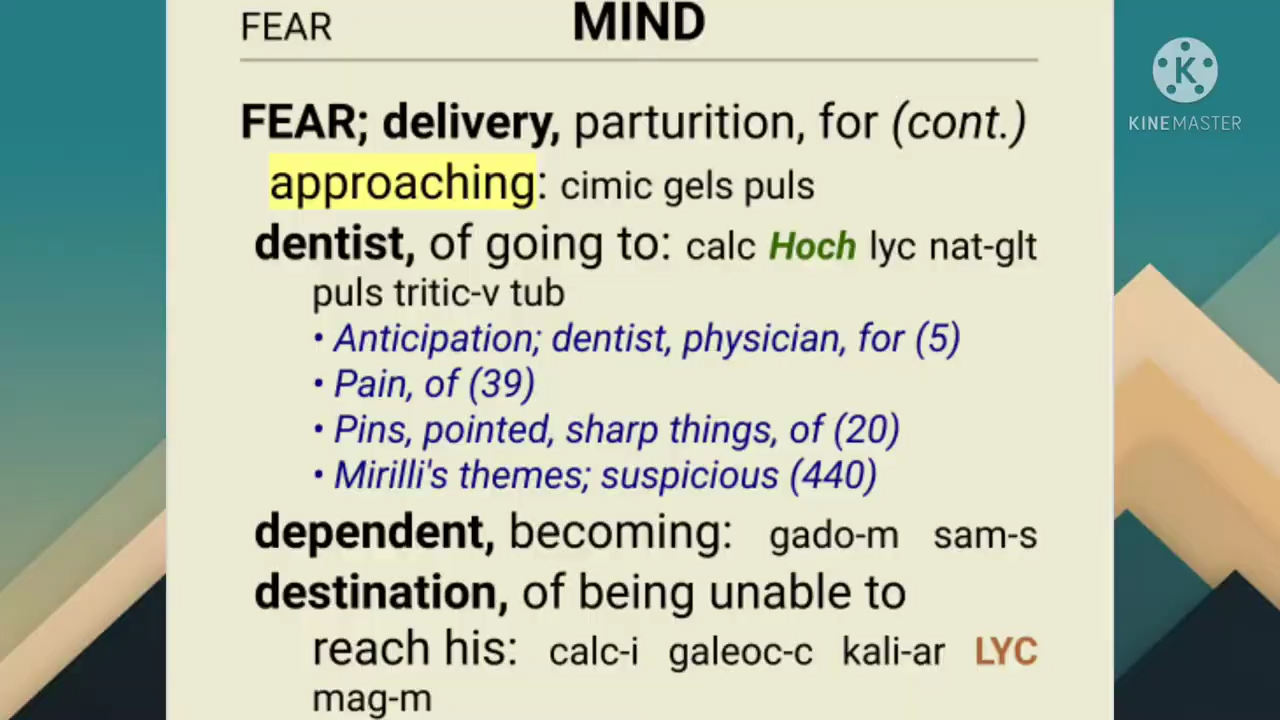 FEAR MIND
FEAR; delivery, parturition, for (cont.)
approaching: cimic gels puls
dentist, of going to: calc Hoch lyc nat-glt
puls tritic-v tub
• Anticipation; dentist, physician, for (5)
• Pain, of (39)
• Pins, pointed, sharp things, of (20)
• Mirilli's themes; suspicious (440)
dependent, becoming: gado-m sam-s
destination, of being unable to
reach his: calc-i galeoc-c kali-ar LYC
mag-m
K
KINEMASTER